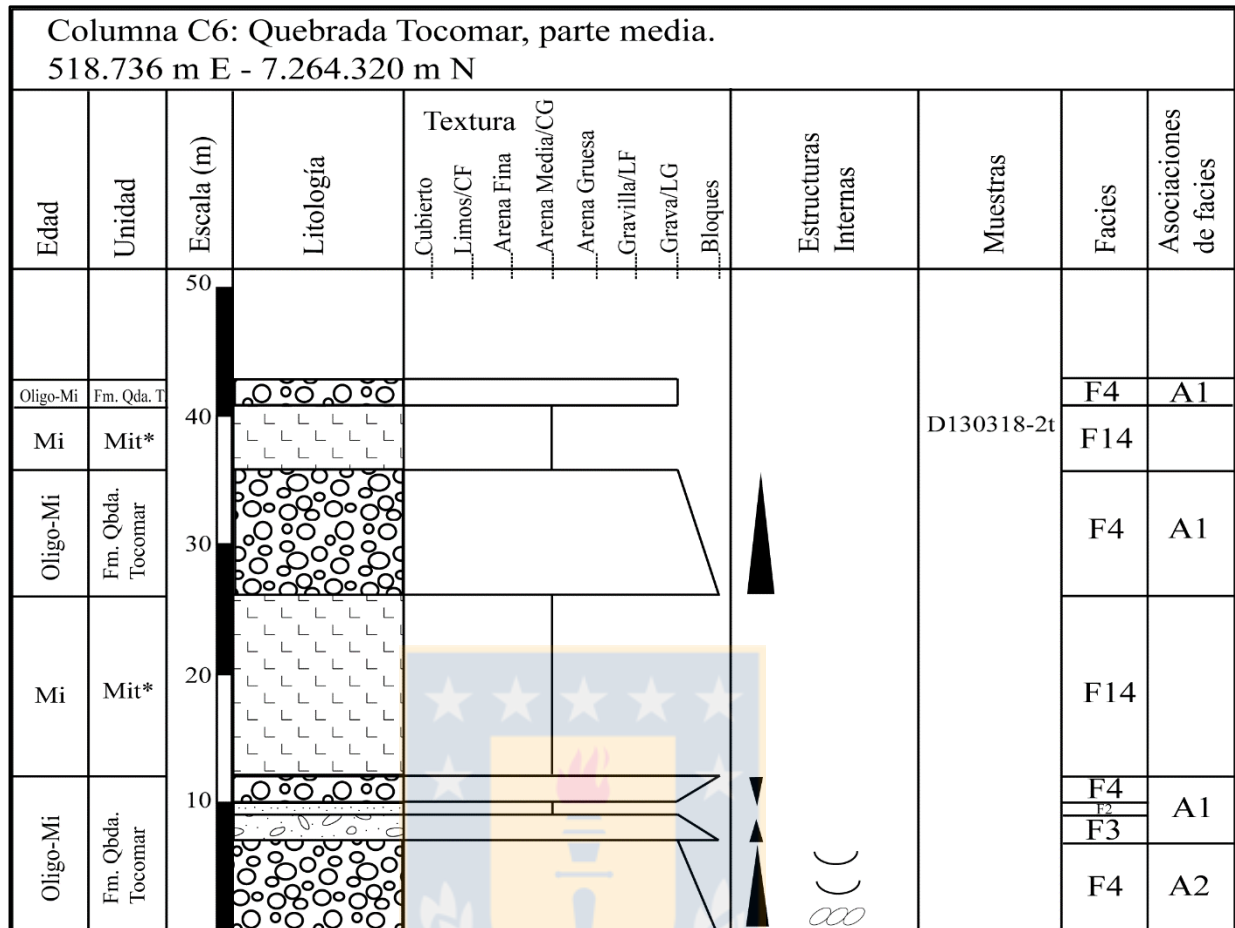 Columna C6: Quebrada Tocomar, parte media.
518.736 m E - 7.264.320 m N
Edad
Unidad
Escala (m)
Litología
Textura
Cubierto
Limos/CF
Arena Fina
Arena Media/CG
Arena Gruesa
Gravilla/LF
Grava/LG
Bloques
Estructuras
Internas
Muestras
Facies
Asociaciones
de facies
50
Oligo-Mi
Fm. Qda. T.
F4
A1
40
Mi
Mit*
D130318-2t
F14
Oligo-Mi
Fm. Qbda.
Tocomar
30
F4
A1
20
Mi
Mit*
F14
10
Oligo-Mi
Fm. Qbda.
Tocomar
F4
F2
F3
A1
F4
A2